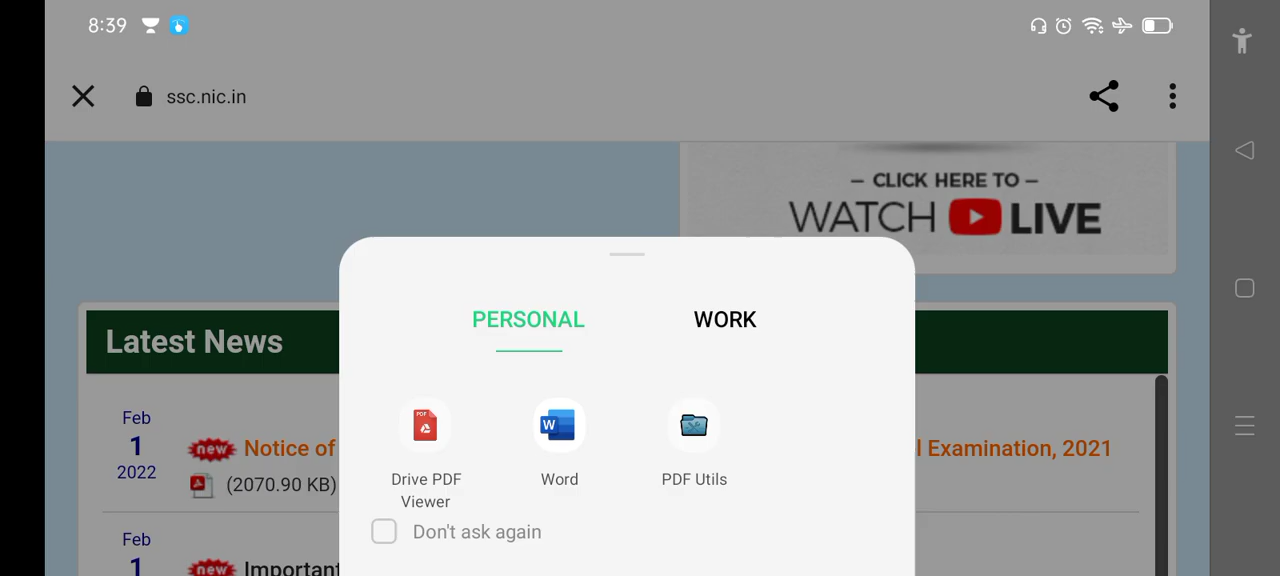 8:39
ssc.nic.in
– CLICK HERE TO –
WATCH LIVE
PERSONAL
WORK
Latest News
Feb
1
2022
new Notice of
l Examination, 2021
(2070.90 KB)
PDF
W
Drive PDF
Viewer
Word
PDF Utils
Don't ask again
Feb
1
new Important